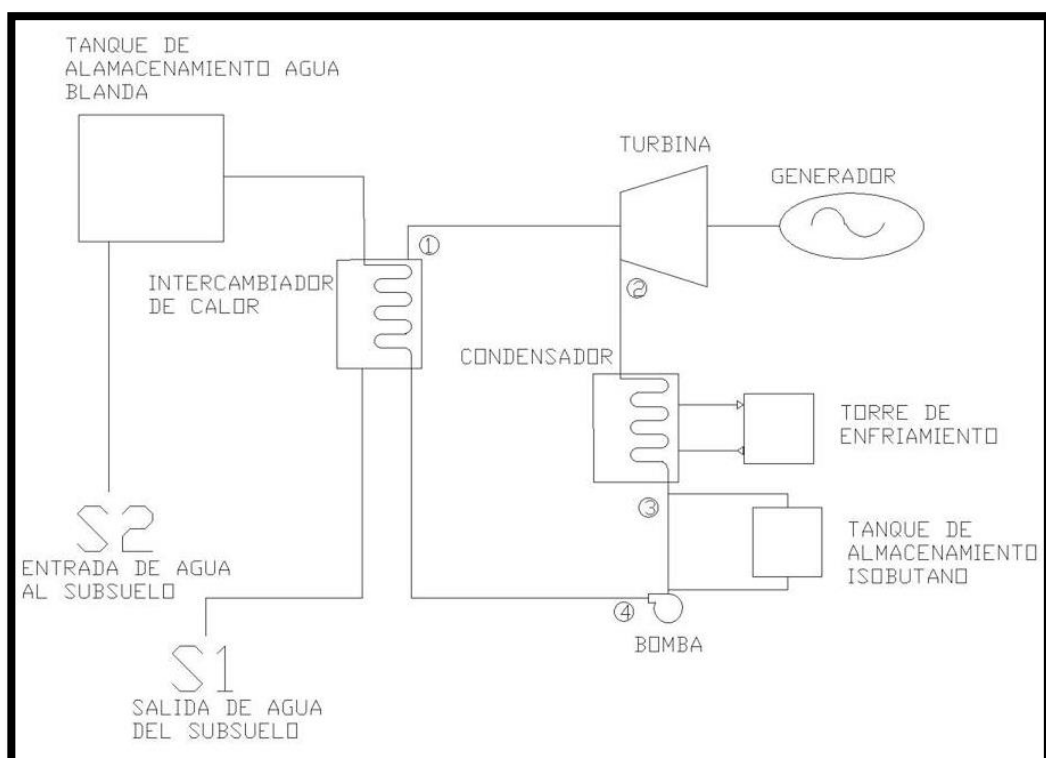 TANQUE DE
ALAMACENAMIENTO AGUA
BLANDA
TURBINA
GENERADOR
①
INTERCAMBIADOR
DE CALOR
②
CONDENSADOR
TORRE DE
ENFRIAMIENTO
③
TANQUE DE
ALMACENAMIENTO
ISOBUTANO
S2
ENTRADA DE AGUA
AL SUBSUELO
④
BOMBA
S1
SALIDA DE AGUA
DEL SUBSUELO